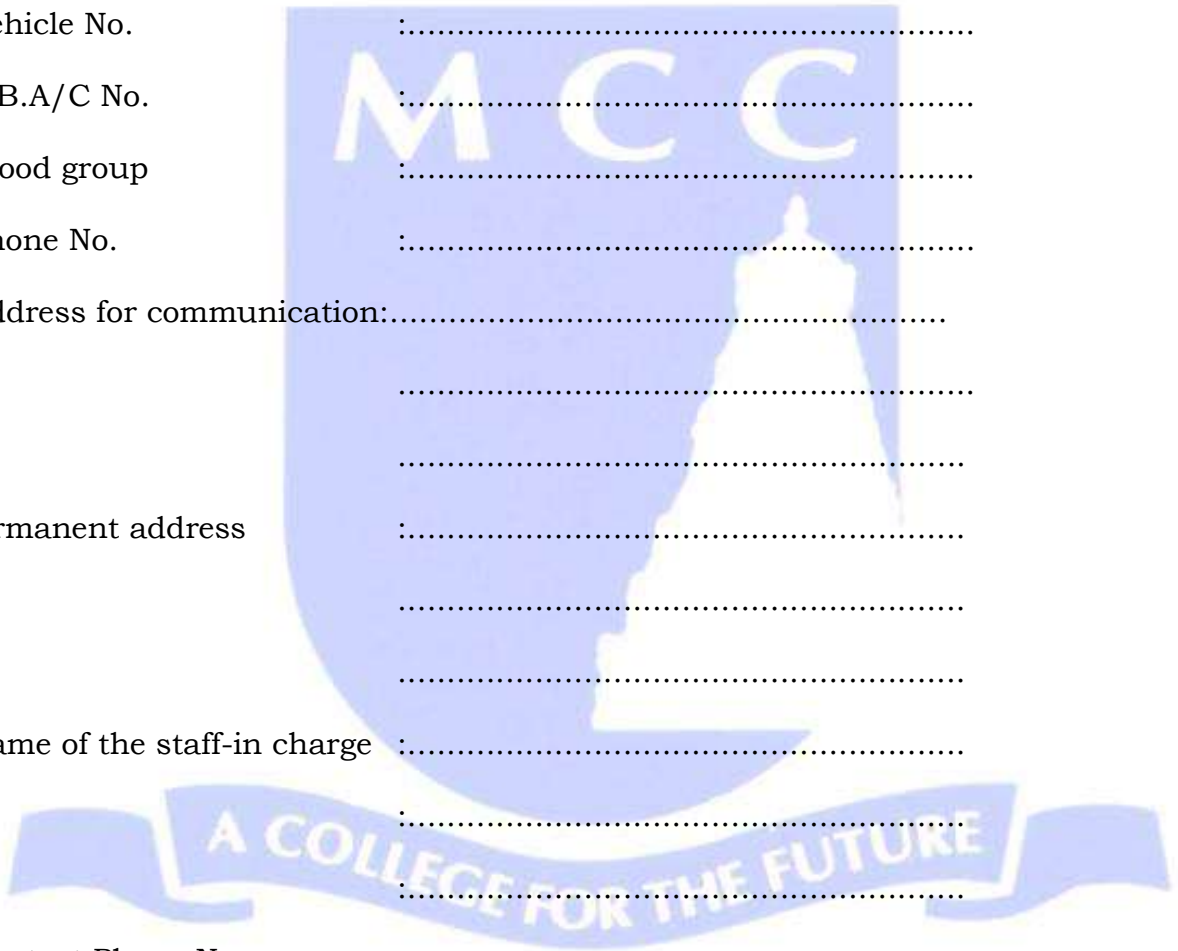 ehicle No. :..........................................................
B.A/C No. :..........................................................
ood group :..........................................................
hone No. :..........................................................
ddress for communication:.........................................................
...........................................................
..........................................................
rmanent address :.........................................................
..........................................................
..........................................................
ame of the staff-in charge :.........................................................
:.........................................................
:.........................................................
MCC
A COLLEGE FOR THE FUTURE